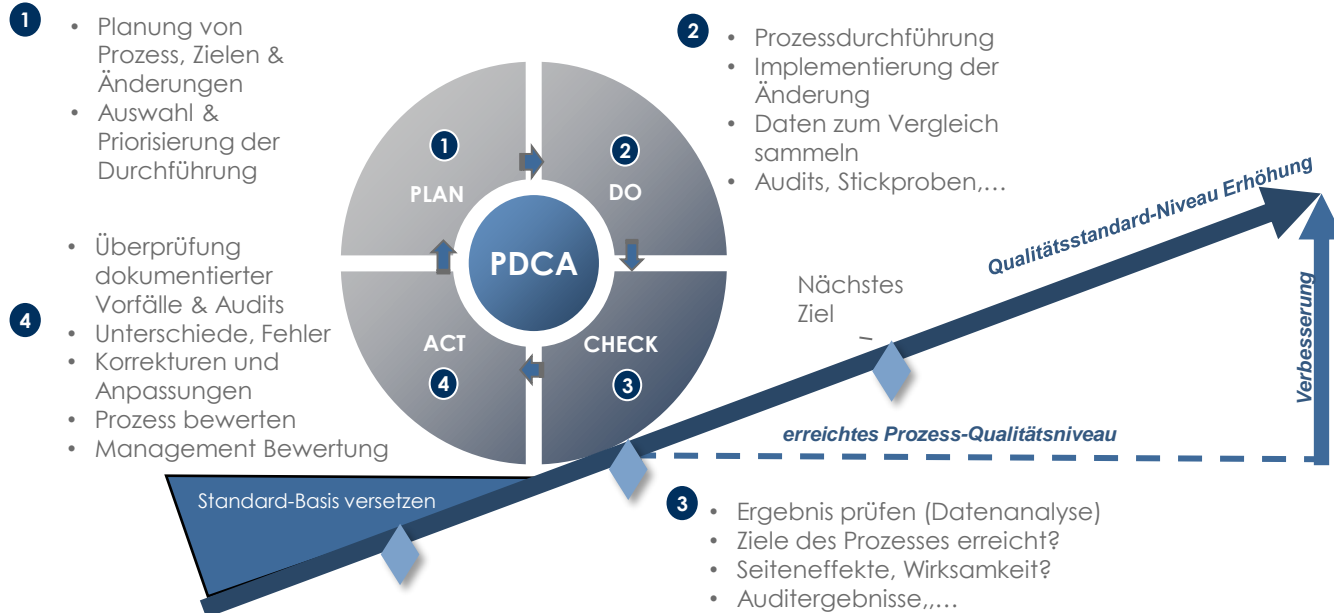 1
• Planung von
Prozess, Zielen &
Änderungen
• Auswahl &
Priorisierung der
Durchführung
2
• Prozessdurchführung
• Implementierung der
Änderung
• Daten zum Vergleich
sammeln
• Audits, Stickproben,...
1
PLAN
2
DO
PDCA
ACT
4
CHECK
3
4
• Überprüfung
dokumentierter
Vorfälle & Audits
• Unterschiede, Fehler
• Korrekturen und
Anpassungen
• Prozess bewerten
• Management Bewertung
Nächstes
Ziel
–
Qualitätsstandard-Niveau Erhöhung
Verbesserung
erreichtes Prozess-Qualitätsniveau
Standard-Basis versetzen
3
• Ergebnis prüfen (Datenanalyse)
• Ziele des Prozesses erreicht?
• Seiteneffekte, Wirksamkeit?
• Auditergebnisse,,...